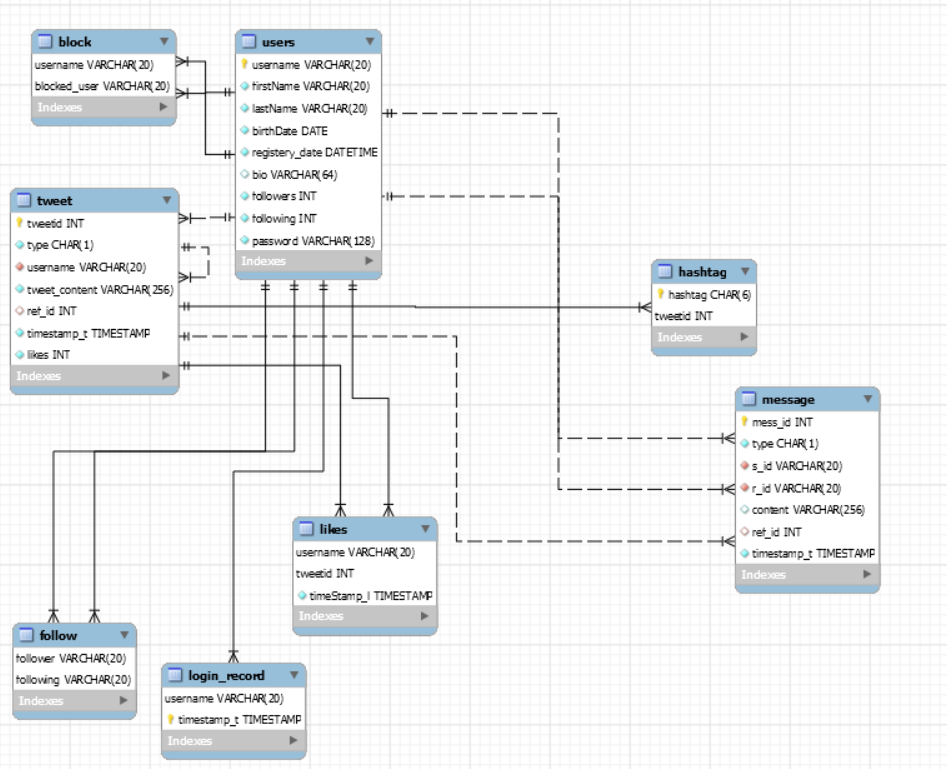 block
username VARCHAR(20)
blocked_user VARCHAR(20)
Indexes
users
username VARCHAR(20)
firstName VARCHAR(20)
lastName VARCHAR(20)
birthDate DATE
registery_date DATETIME
bio VARCHAR(64)
followers INT
following INT
password VARCHAR(128)
Indexes
tweet
tweetid INT
type CHAR(1)
username VARCHAR(20)
tweet_content VARCHAR(256)
ref_id INT
timestamp_t TIMESTAMP
likes INT
Indexes
hashtag
hashtag CHAR(6)
tweetid INT
Indexes
message
mess_id INT
type CHAR(1)
s_id VARCHAR(20)
r_id VARCHAR(20)
content VARCHAR(256)
ref_id INT
timestamp_t TIMESTAMP
Indexes
likes
username VARCHAR(20)
tweetid INT
timeStamp_l TIMESTAMP
Indexes
follow
follower VARCHAR(20)
following VARCHAR(20)
Indexes
login_record
username VARCHAR(20)
timestamp_t TIMESTAMP
Indexes